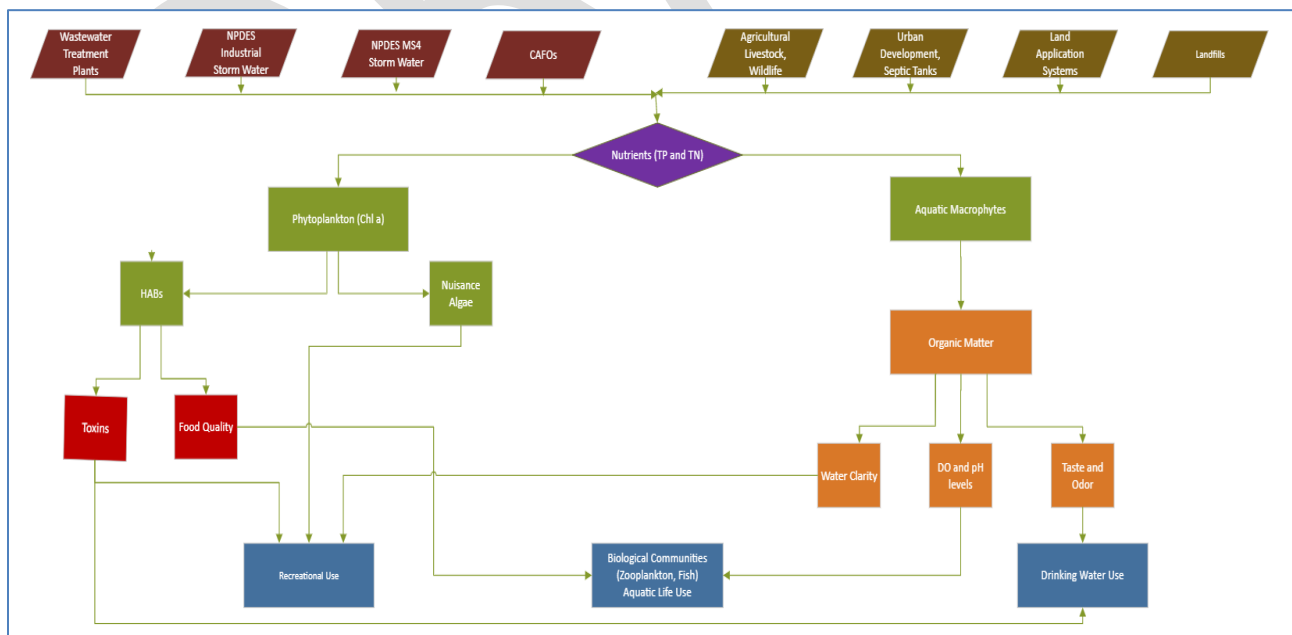 Wastewater
Treatment
Plants
NPDES
Industrial
Storm Water
NPDES MS4
Storm Water
CAFOs
Agricultural
Livestock,
Wildlife
Urban
Development,
Septic Tanks
Land
Application
Systems
Landfills
Nutrients (TP and TN)
Phytoplankton (Chl a)
Aquatic Macrophytes
HABs
Nuisance
Algae
Organic Matter
Toxins
Food Quality
Water Clarity
DO and pH
levels
Taste and
Odor
Recreational Use
Biological Communities
(Zooplankton, Fish)
Aquatic Life Use
Drinking Water Use